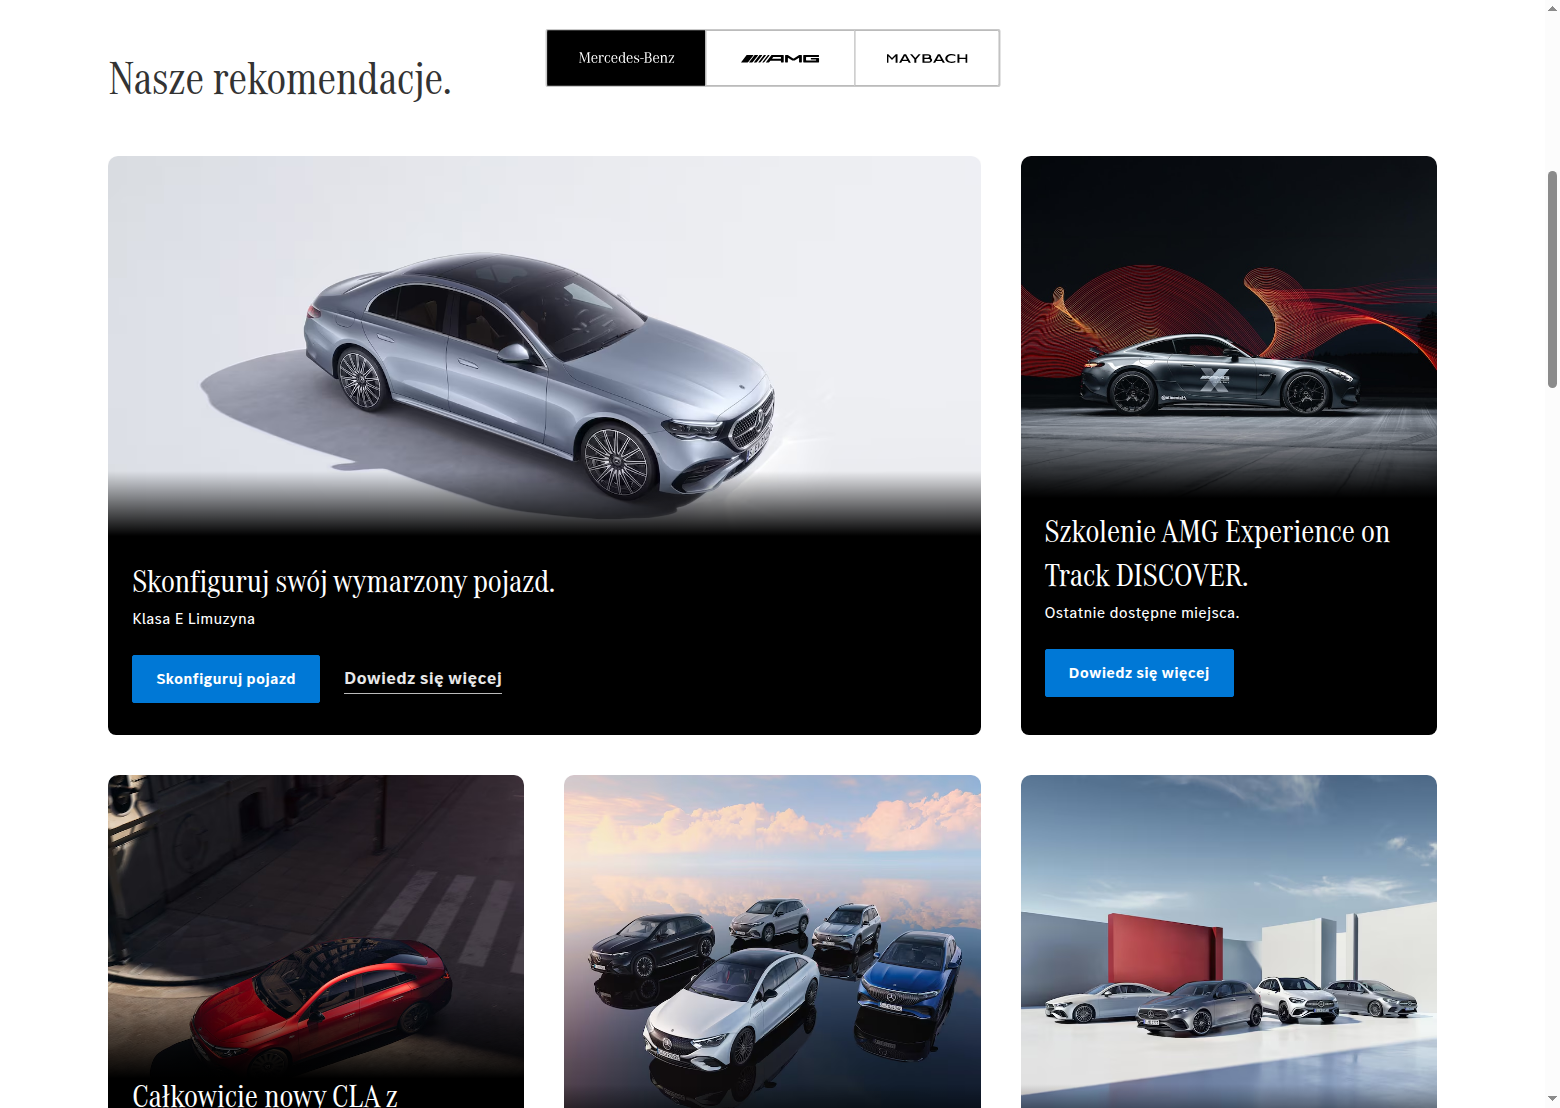 Nasze rekomendacje.
Mercedes-Benz
AMG
MAYBACH
Skonfiguruj swój wymarzony pojazd.
Klasa E Limuzyna
Skonfiguruj pojazd
Dowiedz się więcej
Szkolenie AMG Experience on
Track DISCOVER.
Ostatnie dostępne miejsca.
Dowiedz się więcej
Całkowicie nowy CLA z